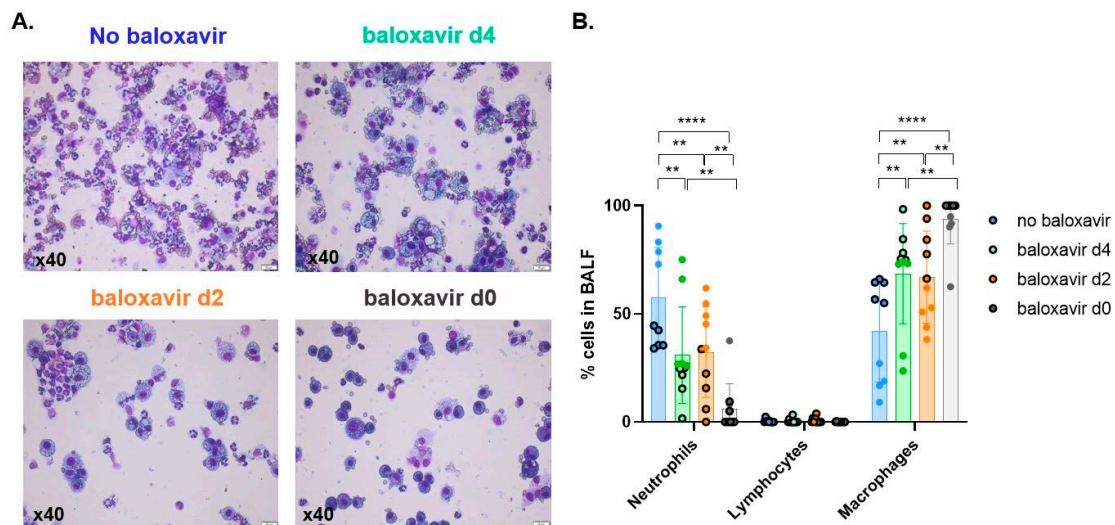 A.
No baloxavir
baloxavir d4
x40
x40
baloxavir d2
baloxavir d0
x40
x40
B.
****
**
**
**
**
****
**
**
**
**
% cells in BALF
100
50
0
Neutrophils
Lymphocytes
Macrophages
no baloxavir
baloxavir d4
baloxavir d2
baloxavir d0